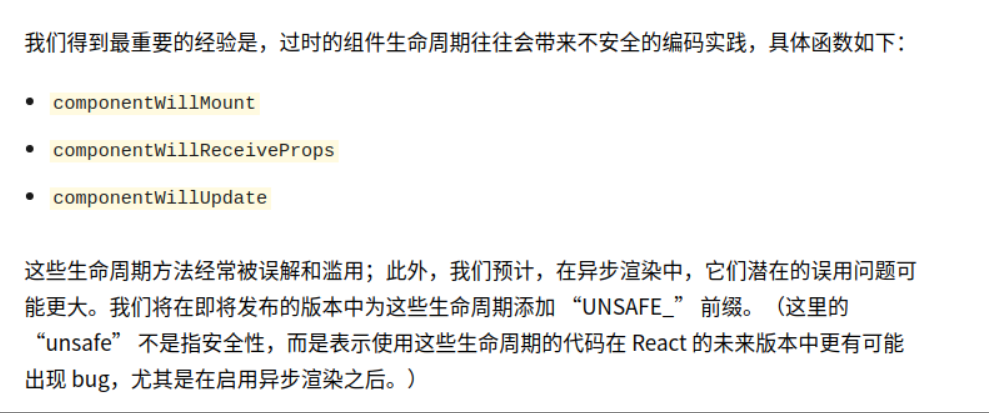 我们得到最重要的经验是，过时的组件生命周期往往会带来不安全的编码实践，具体函数如下：
• componentWillMount
• componentWillReceiveProps
• componentWillUpdate
这些生命周期方法经常被误解和滥用；此外，我们预计，在异步渲染中，它们潜在的误用问题可
能更大。我们将在即将发布的版本中为这些生命周期添加 “UNSAFE_” 前缀。（这里的
“unsafe” 不是指安全性，而是表示使用这些生命周期的代码在 React 的未来版本中更有可能
出现 bug，尤其是在启用异步渲染之后。）